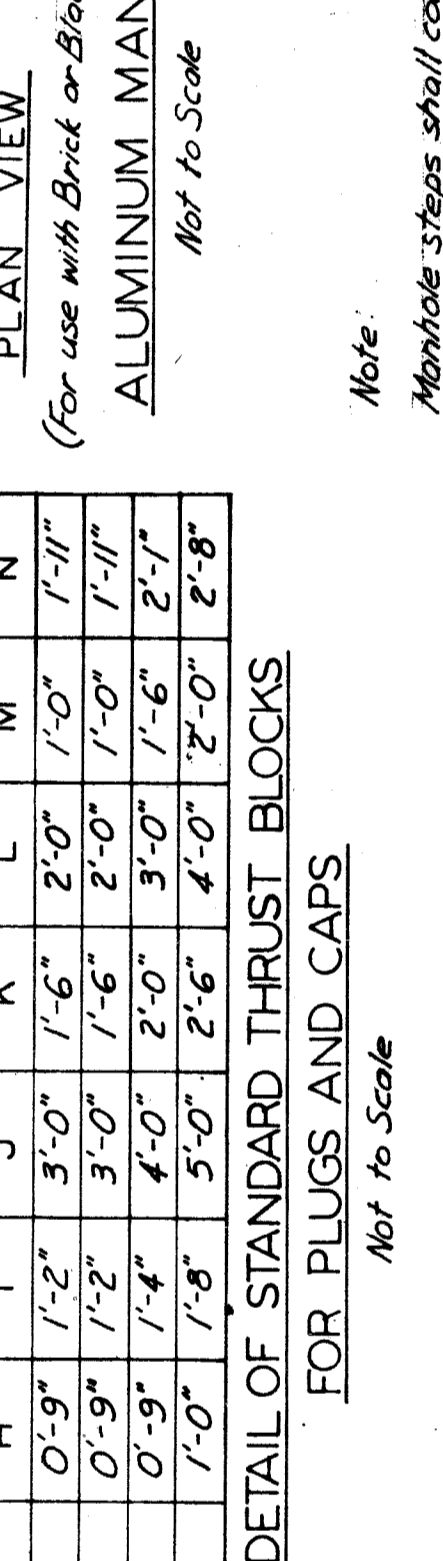 H I J K L M N
0'-9" 1'-2" 3'-0" 1'-6" 2'-0" 1'-0" 1'-11"
0'-9" 1'-2" 3'-0" 1'-6" 2'-0" 1'-0" 1'-11"
0'-9" 1'-4" 4'-0" 2'-0" 3'-0" 1'-6" 2'-1"
1'-0" 1'-8" 5'-0" 2'-6" 4'-0" 2'-0" 2'-8"
DETAIL OF STANDARD THRUST BLOCKS
FOR PLUGS AND CAPS
Not to Scale
PLAN VIEW
(For use with Brick or Bloc
ALUMINUM MAN
Not to Scale
Note:
Manhole steps shall co